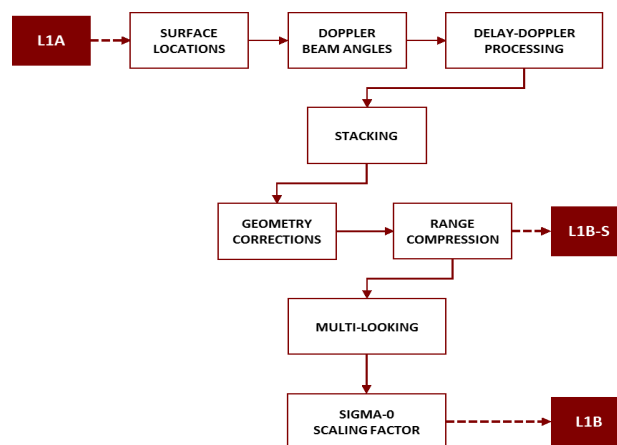 L1A
SURFACE
LOCATIONS
DOPPLER
BEAM ANGLES
DELAY-DOPPLER
PROCESSING
STACKING
GEOMETRY
CORRECTIONS
RANGE
COMPRESSION
L1B-S
MULTI-LOOKING
SIGMA-0
SCALING FACTOR
L1B